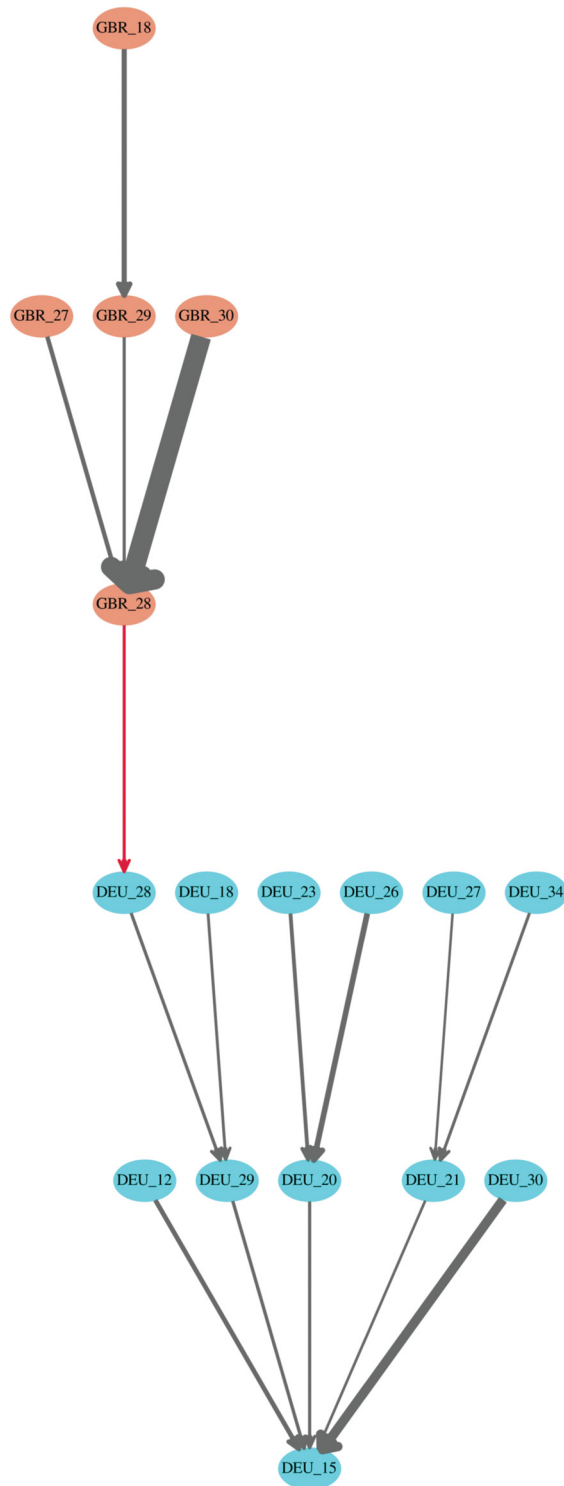 GBR_18
GBR_27 GBR_29 GBR_30
GBR_28
DEU_28 DEU_18 DEU_23 DEU_26 DEU_27 DEU_34
DEU_12 DEU_29 DEU_20 DEU_21 DEU_30
DEU_15